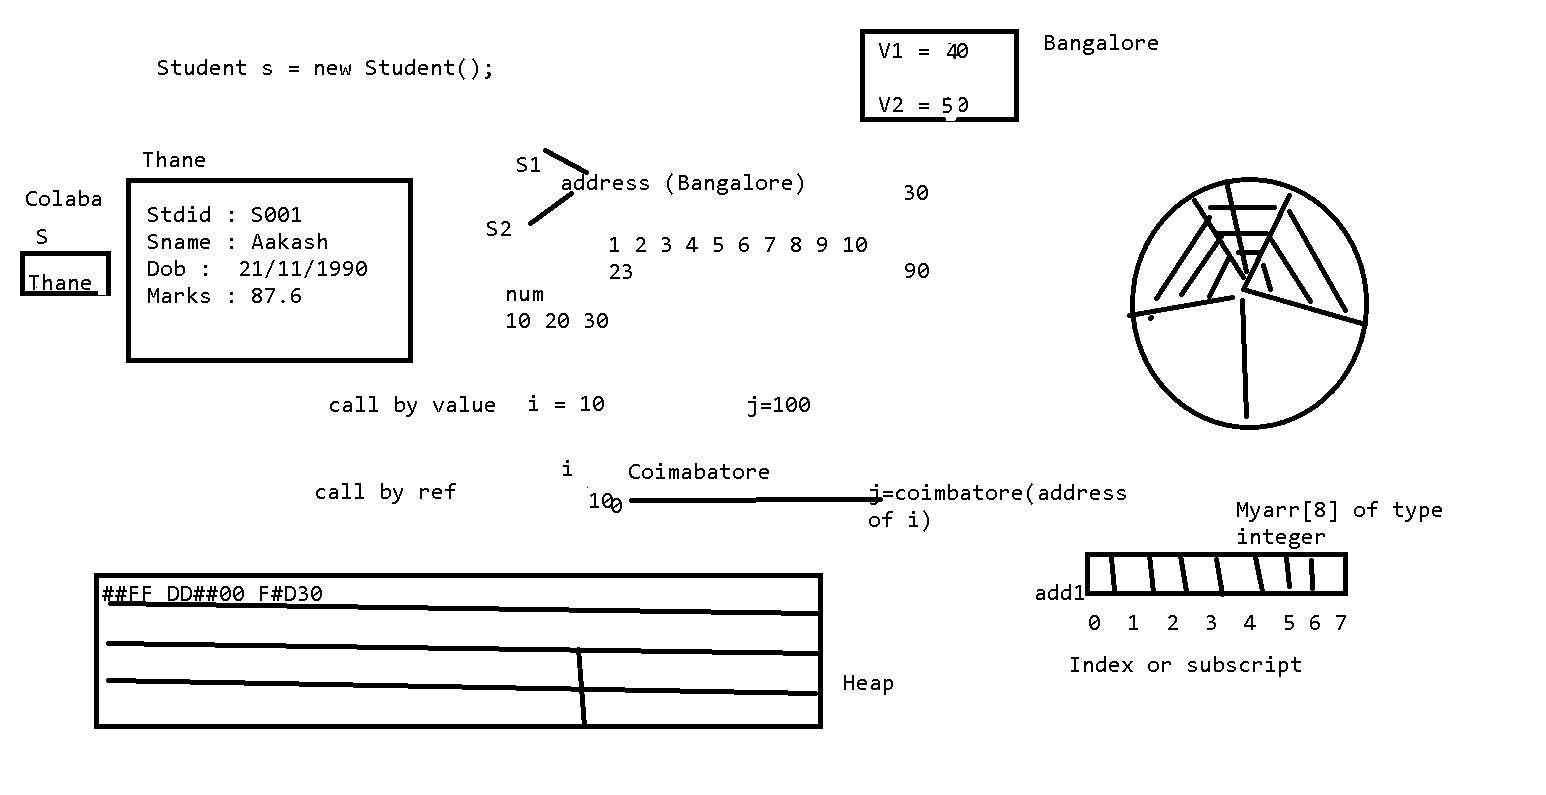 Student s = new Student();
V1 = 40
V2 = 50
Bangalore
Thane
Colaba
S
Thane
Stdid : S001
Sname : Aakash
Dob : 21/11/1990
Marks : 87.6
S1
address (Bangalore)
S2
30
1 2 3 4 5 6 7 8 9 10
23
90
num
10 20 30
call by value
i = 10
j=100
call by ref
i
100
Coimabatore
j=coimbatore(address
of i)
Myarr[8] of type
integer
add1
0 1 2 3 4 5 6 7
Index or subscript
##FF DD##00 F#D30
Heap